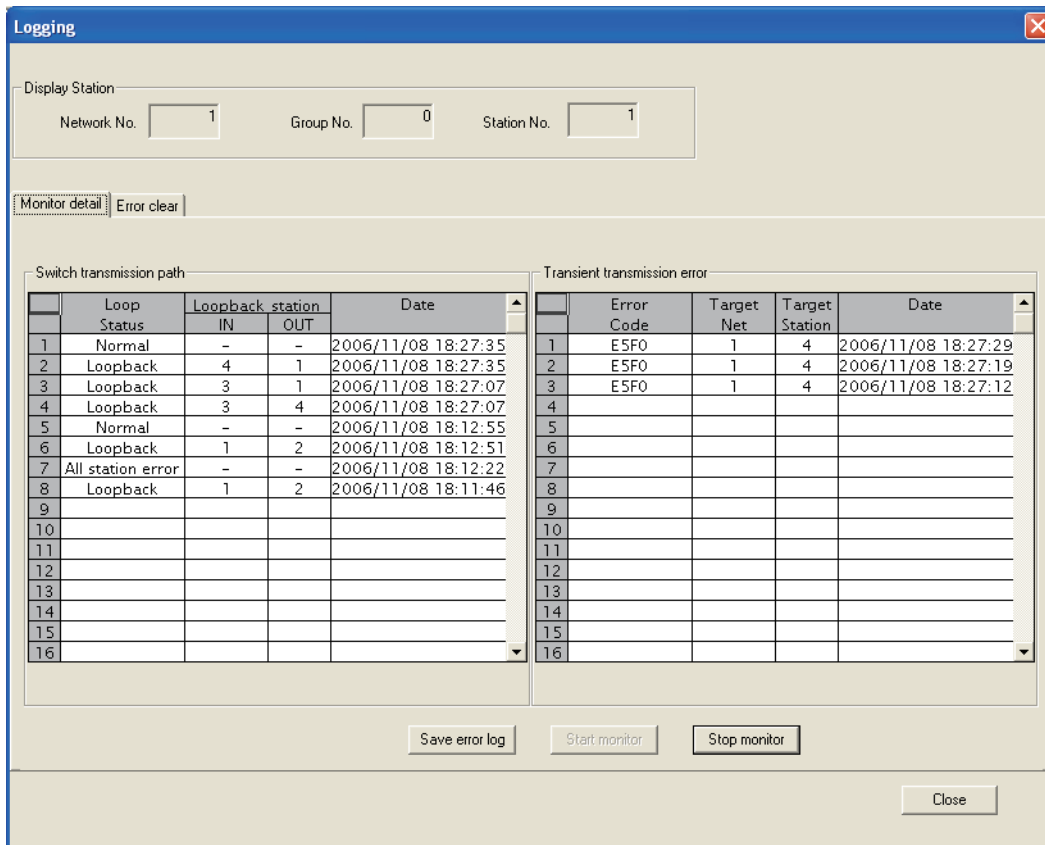 Logging
Display Station
Network No. 1 Group No. 0 Station No. 1
Monitor detail Error clear
Switch transmission path
Loop Loopback station Date
Status IN OUT
1 Normal - - 2006/11/08 18:27:35
2 Loopback 4 1 2006/11/08 18:27:35
3 Loopback 3 1 2006/11/08 18:27:07
4 Loopback 3 4 2006/11/08 18:27:07
5 Normal - - 2006/11/08 18:12:55
6 Loopback 1 2 2006/11/08 18:12:51
7 All station error - - 2006/11/08 18:12:22
8 Loopback 1 2 2006/11/08 18:11:46
9
10
11
12
13
14
15
16
Transient transmission error
Error Target Target Date
Code Net Station
1 E5F0 1 4 2006/11/08 18:27:29
2 E5F0 1 4 2006/11/08 18:27:19
3 E5F0 1 4 2006/11/08 18:27:12
4
5
6
7
8
9
10
11
12
13
14
15
16
Save error log Start monitor Stop monitor
Close